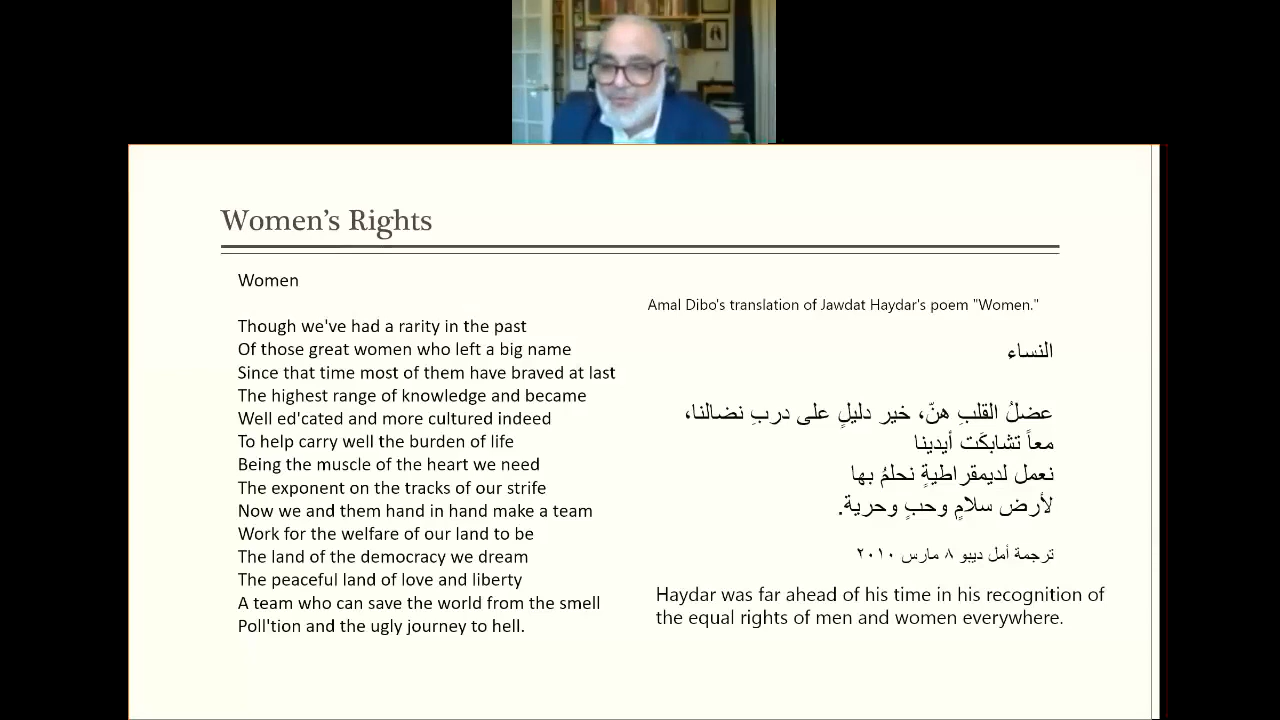 Women's Rights
Women
Though we've had a rarity in the past
Of those great women who left a big name
Since that time most of them have braved at last
The highest range of knowledge and became
Well ed'cated and more cultured indeed
To help carry well the burden of life
Being the muscle of the heart we need
The exponent on the tracks of our strife
Now we and them hand in hand make a team
Work for the welfare of our land to be
The land of the democracy we dream
The peaceful land of love and liberty
A team who can save the world from the smell
Poll'tion and the ugly journey to hell.
Amal Dibo's translation of Jawdat Haydar's poem "Women."
النساء
عضلُ القلبِ هنّ، خير دليلٍ على دربِ نضالنا،
معاً تشابكَت أيدينا
نعمل لديمقراطيةٍ نحلمُ بها
لأرض سلامٍ وحبٍ وحرية.
ترجمة أمل ديبو ٨ مارس ٢٠١٠
Haydar was far ahead of his time in his recognition of
the equal rights of men and women everywhere.